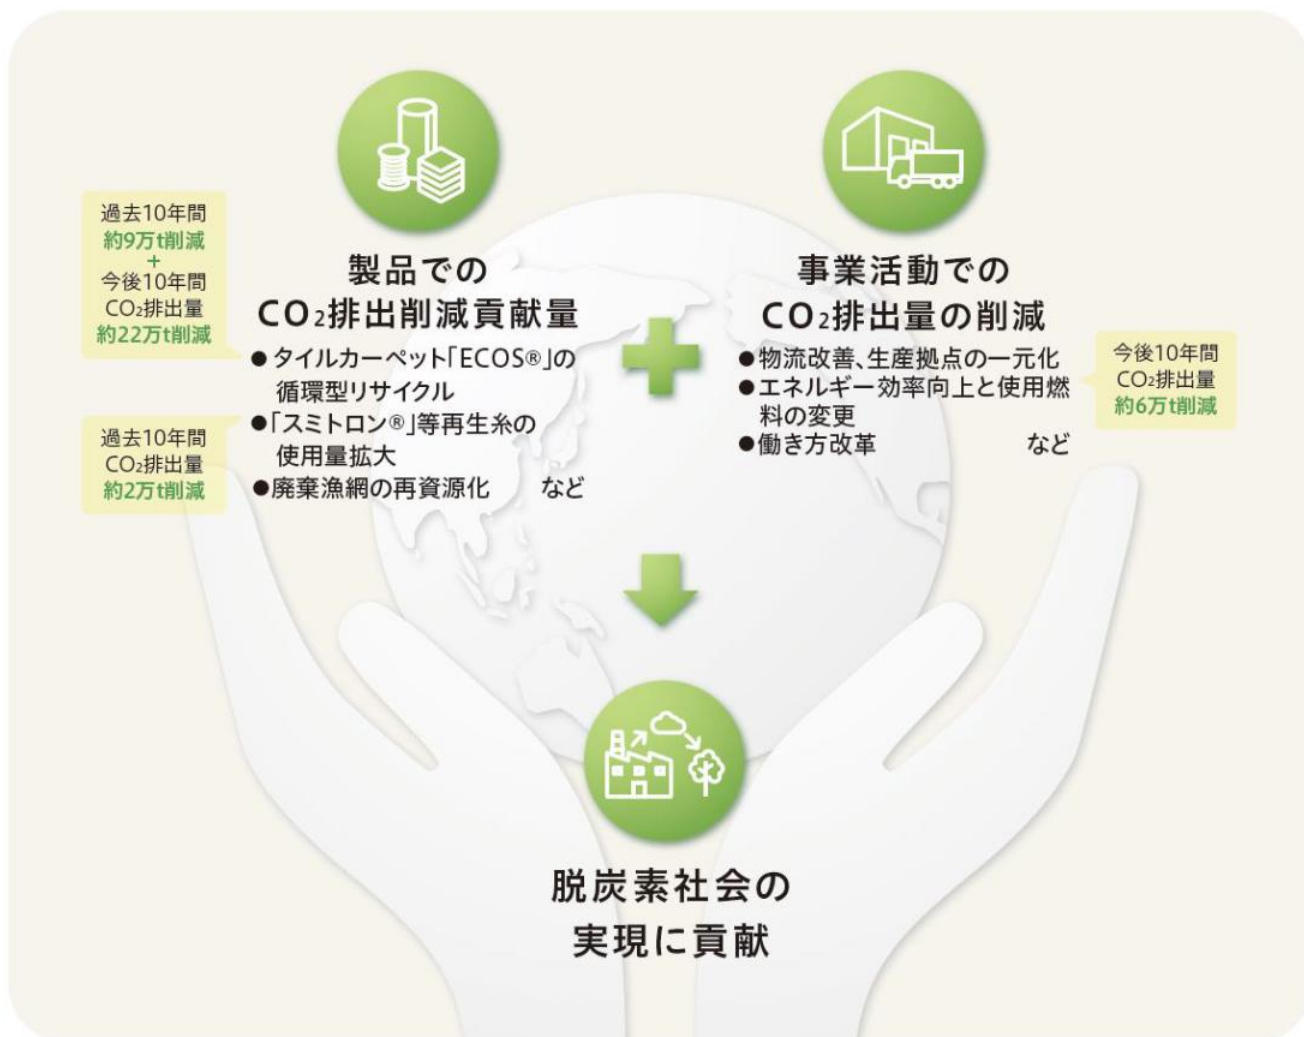 過去10年間
約9万t削減
+
今後10年間
CO₂排出量
約22万t削減
過去10年間
CO₂排出量
約2万t削減
製品での
CO₂排出削減貢献量
●タイルカーペット「ECOS®」の
循環型リサイクル
●「スミトロン®」等再生糸の
使用量拡大
●廃棄漁網の再資源化 など
事業活動での
CO₂排出量の削減
●物流改善、生産拠点の一元化
●エネルギー効率向上と使用燃
料の変更
●働き方改革 など
今後10年間
CO₂排出量
約6万t削減
脱炭素社会の
実現に貢献